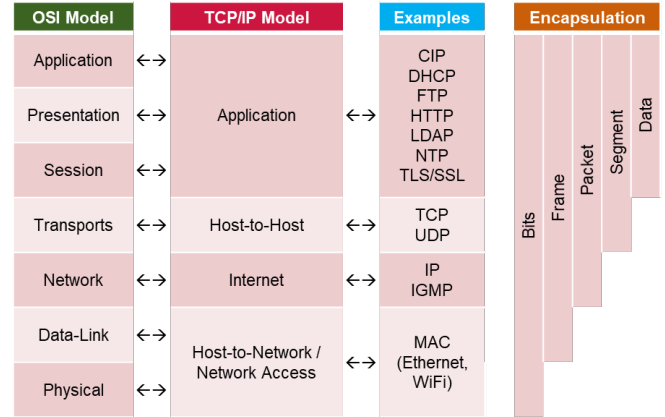 OSI Model
TCP/IP Model
Examples
Encapsulation
Application
Presentation
Session
Transports
Network
Data-Link
Physical
Application
Host-to-Host
Internet
Host-to-Network /
Network Access
CIP
DHCP
FTP
HTTP
LDAP
NTP
TLS/SSL
TCP
UDP
IP
IGMP
MAC
(Ethernet,
WiFi)
Bits
Frame
Packet
Segment
Data